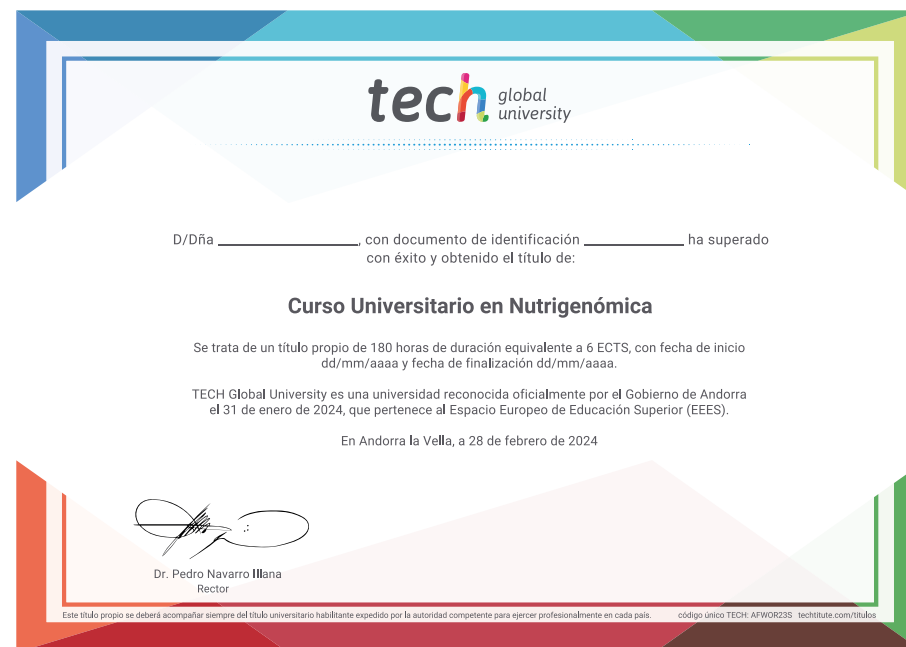 tech global university
D/Dña ____________________, con documento de identificación ______________ ha superado
con éxito y obtenido el título de:
Curso Universitario en Nutrigenómica
Se trata de un título propio de 180 horas de duración equivalente a 6 ECTS, con fecha de inicio
dd/mm/aaaa y fecha de finalización dd/mm/aaaa.
TECH Global University es una universidad reconocida oficialmente por el Gobierno de Andorra
el 31 de enero de 2024, que pertenece al Espacio Europeo de Educación Superior (EEES).
En Andorra la Vella, a 28 de febrero de 2024
Dr. Pedro Navarro Illana
Rector
Este título propio se deberá acompañar siempre del título universitario habilitante expedido por la autoridad competente para ejercer profesionalmente en cada país. código único TECH: AFWOR23S techtitute.com/titulos